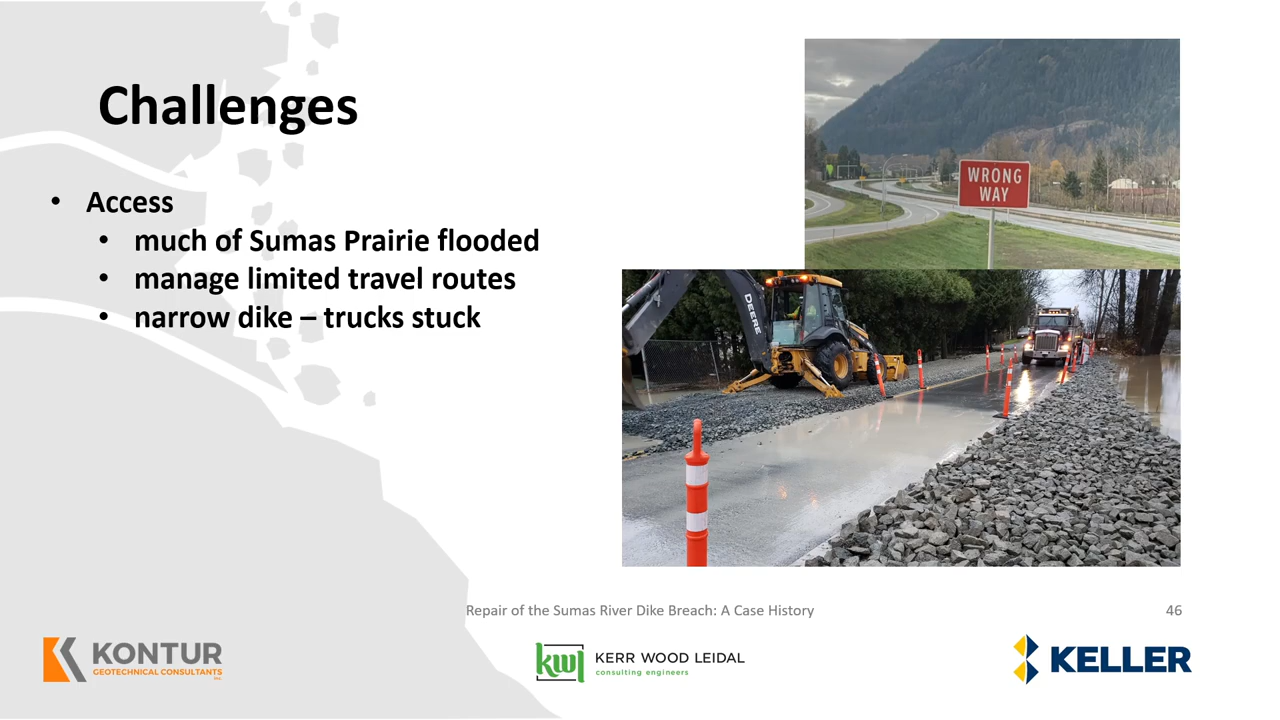 Challenges
• Access
• much of Sumas Prairie flooded
• manage limited travel routes
• narrow dike – trucks stuck
WRONG
WAY
DEERE
Repair of the Sumas River Dike Breach: A Case History
46
KONTUR
GEOTECHNICAL CONSULTANTS
INC.
kwl
KERR WOOD LEIDAL
consulting engineers
KELLER